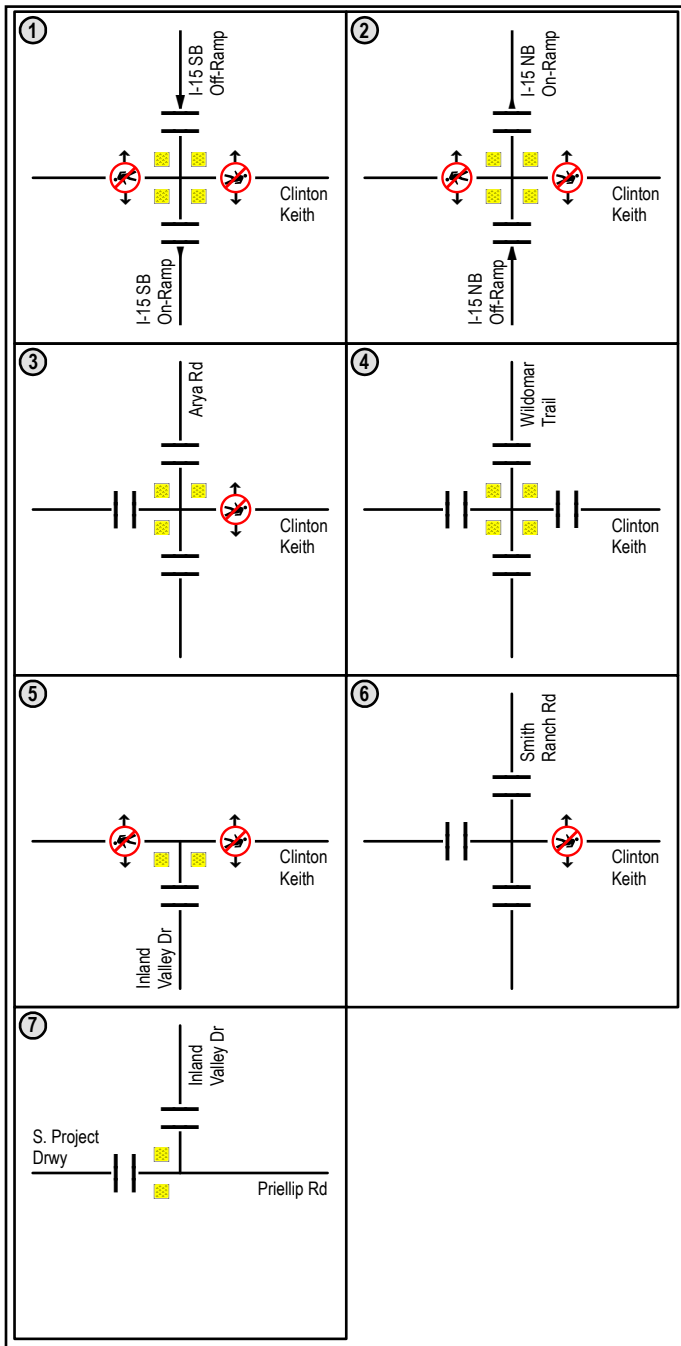 1
I-15 SB
Off-Ramp
Clinton
Keith
I-15 SB
On-Ramp
2
I-15 NB
On-Ramp
Clinton
Keith
I-15 NB
Off-Ramp
3
Arya Rd
Clinton
Keith
4
Wildomar
Trail
Clinton
Keith
5
Clinton
Keith
Inland
Valley Dr
6
Smith
Ranch Rd
Clinton
Keith
7
Inland
Valley Dr
S. Project
Drwy
Priellip Rd